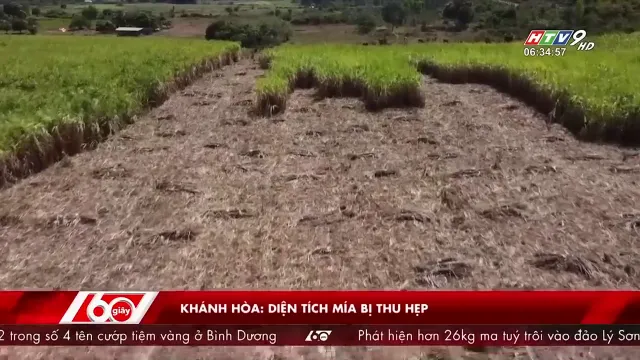 HTV9 HD
06:34:57
60 giây
KHÁNH HÒA: DIỆN TÍCH MÍA BỊ THU HẸP
2 trong số 4 tên cướp tiệm vàng ở Bình Dương 60 Phát hiện hơn 26kg ma tuý trôi vào đảo Lý Sơn